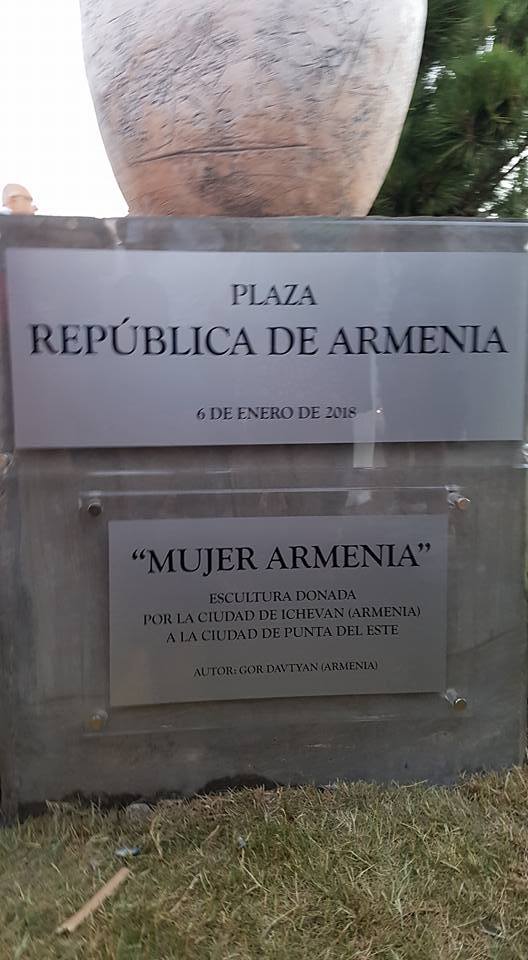 PLAZA
REPÚBLICA DE ARMENIA
6 DE ENERO DE 2018
“MUJER ARMENIA”
ESCULTURA DONADA
POR LA CIUDAD DE ICHEVAN (ARMENIA)
A LA CIUDAD DE PUNTA DEL ESTE
AUTOR: GOR DAVTYAN (ARMENIA)